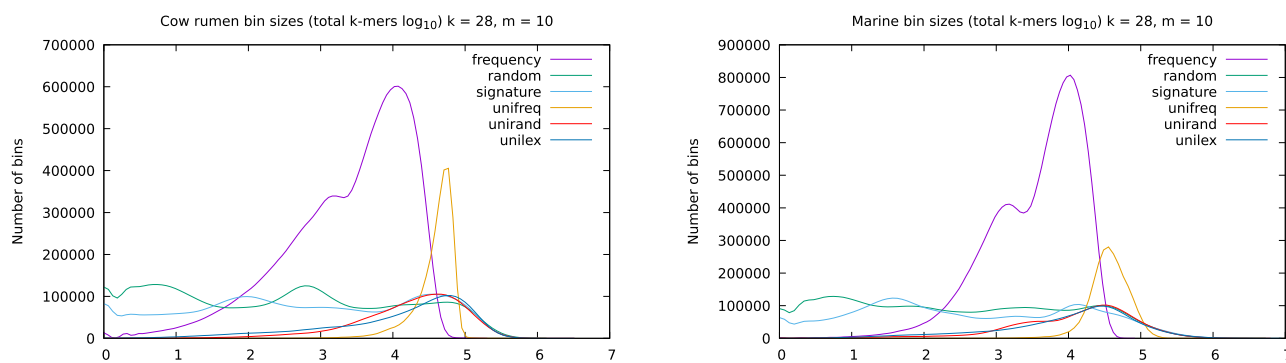 Cow rumen bin sizes (total k-mers log10) k = 28, m = 10
700000
600000
500000
400000
300000
200000
100000
0
Number of bins
frequency
random
signature
unifreq
unirand
unilex
0 1 2 3 4 5 6 7
Marine bin sizes (total k-mers log10) k = 28, m = 10
900000
800000
700000
600000
500000
400000
300000
200000
100000
0
Number of bins
frequency
random
signature
unifreq
unirand
unilex
0 1 2 3 4 5 6